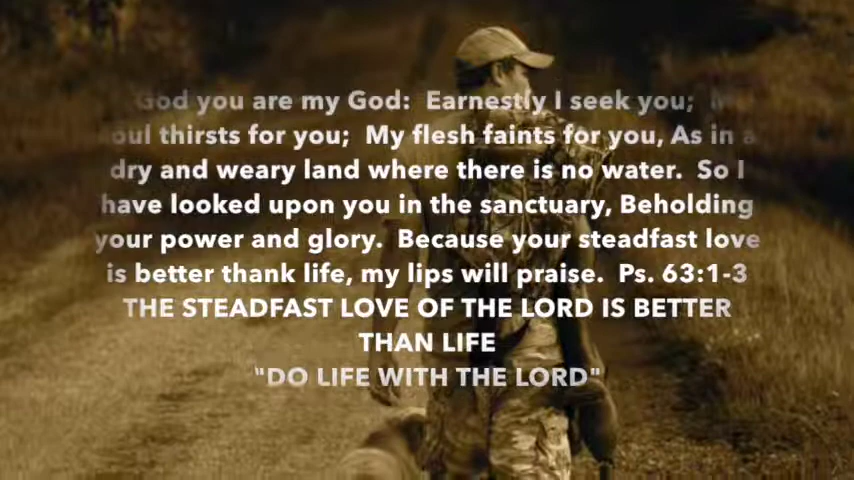 God you are my God:  Earnestly I seek you;
thirsts for you;  My flesh faints for you, As in a
dry and weary land where there is no water.  So I
have looked upon you in the sanctuary, Beholding
your power and glory.  Because your steadfast love
is better thank life, my lips will praise.  Ps. 63:1-3
THE STEADFAST LOVE OF THE LORD IS BETTER
THAN LIFE
"DO LIFE WITH THE LORD"